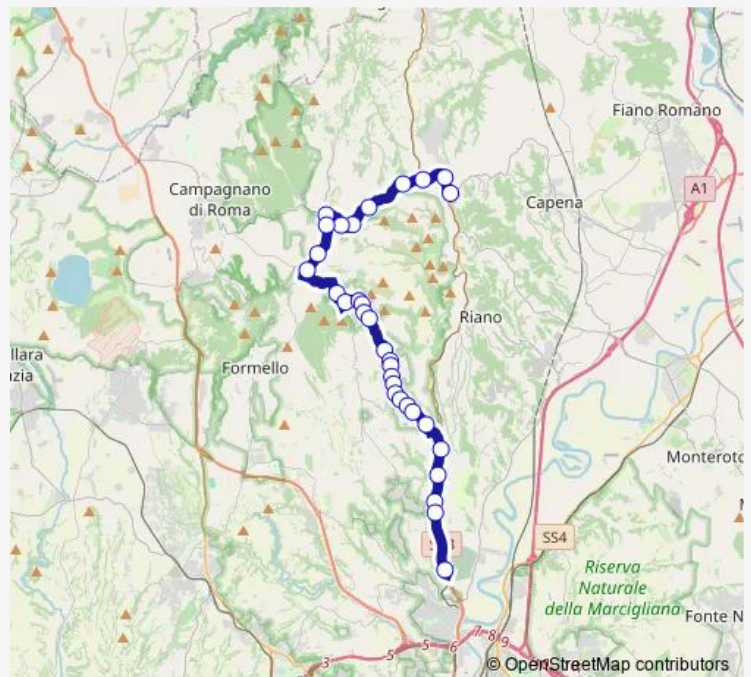 Fiano Romano
A1
Campagnano
di Roma
Capena
Riano
llara
zia
Formello
Monteroto
SS4
Riserva
Naturale
della Marcigliana
Fonte N
3
5
5
6
7
8
9
© OpenStreetMap contributors